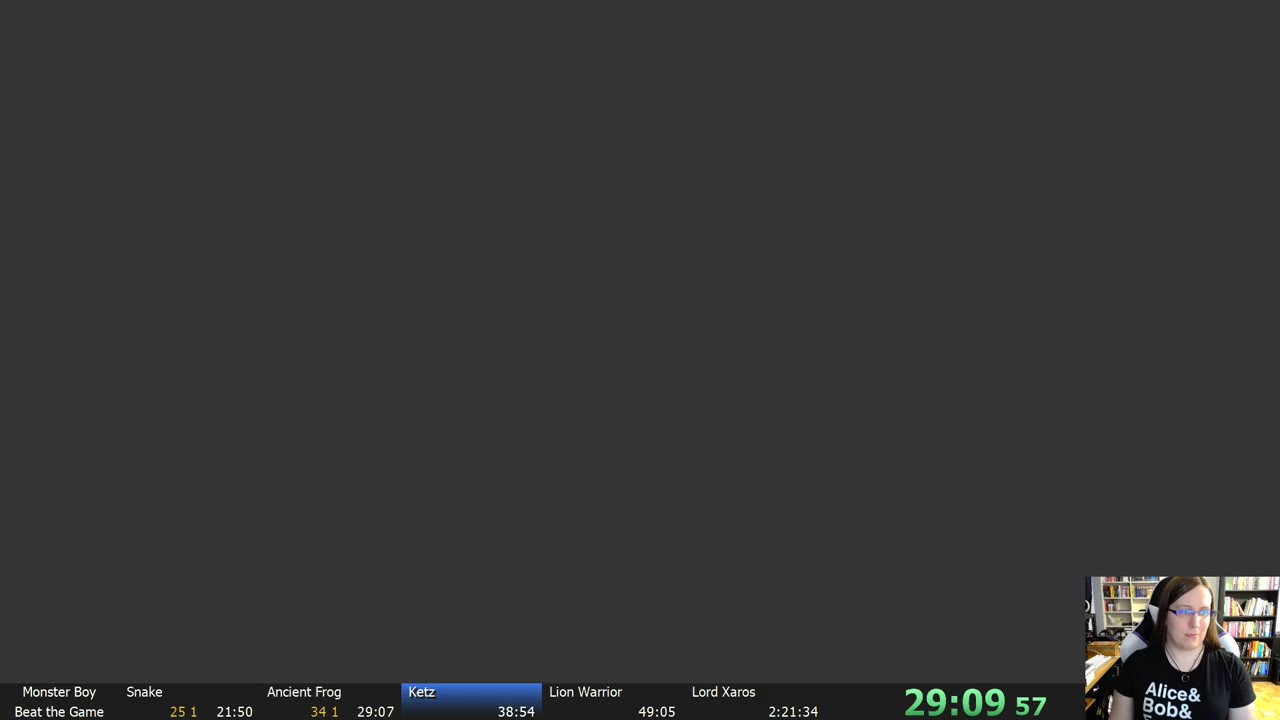 Monster Boy Snake Ancient Frog Ketz Lion Warrior Lord Xaros
Beat the Game 25 1 21:50 34 1 29:07 38:54 49:05 2:21:34
29:09 57
Alice&
Bob&